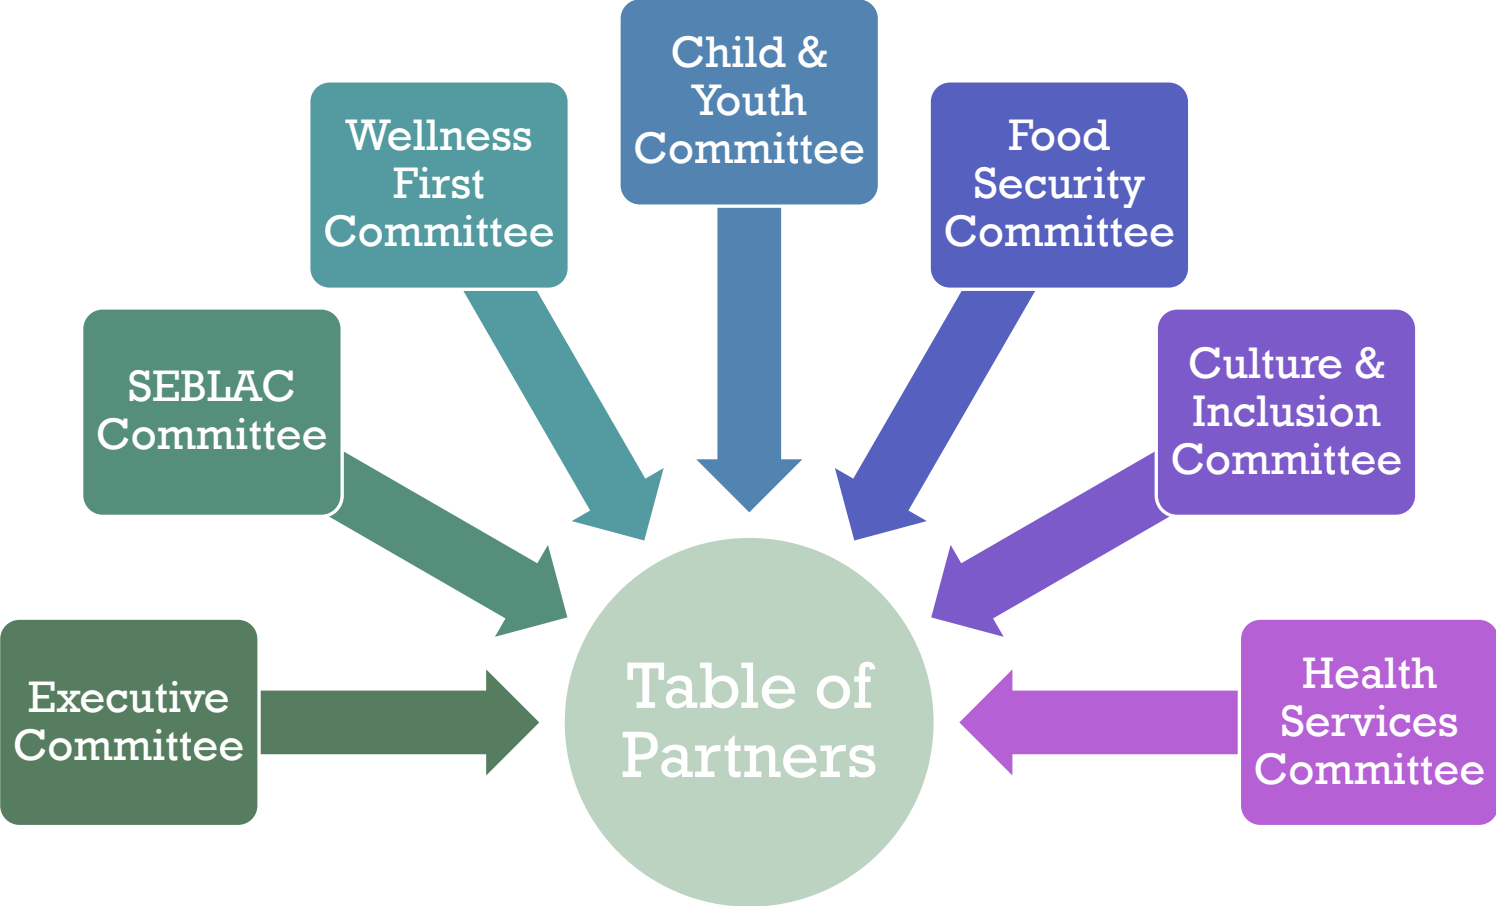 Child &
Youth
Committee
Wellness
First
Committee
Food
Security
Committee
SEBLAC
Committee
Culture &
Inclusion
Committee
Executive
Committee
Table of
Partners
Health
Services
Committee